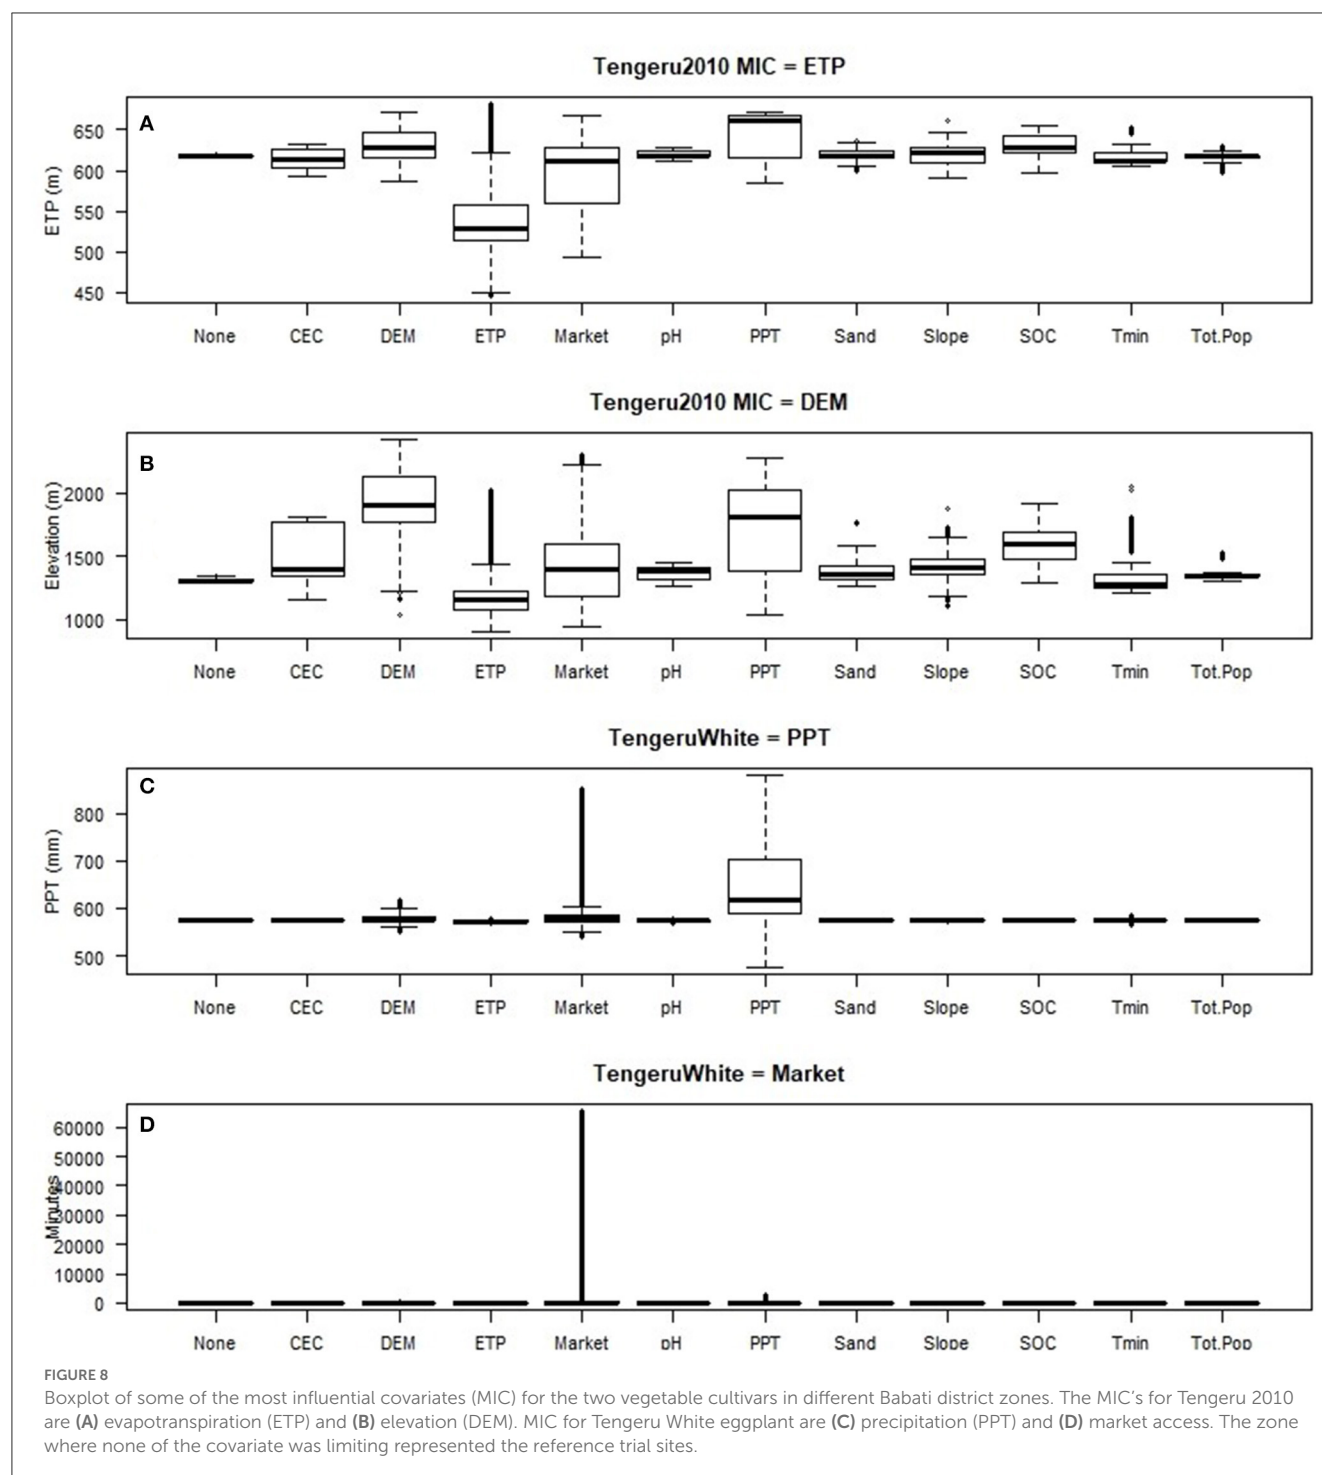 Tengeru2010 MIC = ETP
A
ETP (m)
650
600
550
500
450
None CEC DEM ETP Market pH PPT Sand Slope SOC Tmin Tot.Pop
Tengeru2010 MIC = DEM
B
Elevation (m)
2000
1500
1000
None CEC DEM ETP Market pH PPT Sand Slope SOC Tmin Tot.Pop
TengeruWhite = PPT
C
PPT (mm)
800
700
600
500
None CEC DEM ETP Market pH PPT Sand Slope SOC Tmin Tot.Pop
TengeruWhite = Market
D
Minutes
60000
50000
40000
30000
20000
10000
0
None CEC DEM ETP Market pH PPT Sand Slope SOC Tmin Tot.Pop
FIGURE 8
Boxplot of some of the most influential covariates (MIC) for the two vegetable cultivars in different Babati district zones. The MIC's for Tengeru 2010
are (A) evapotranspiration (ETP) and (B) elevation (DEM). MIC for Tengeru White eggplant are (C) precipitation (PPT) and (D) market access. The zone
where none of the covariate was limiting represented the reference trial sites.